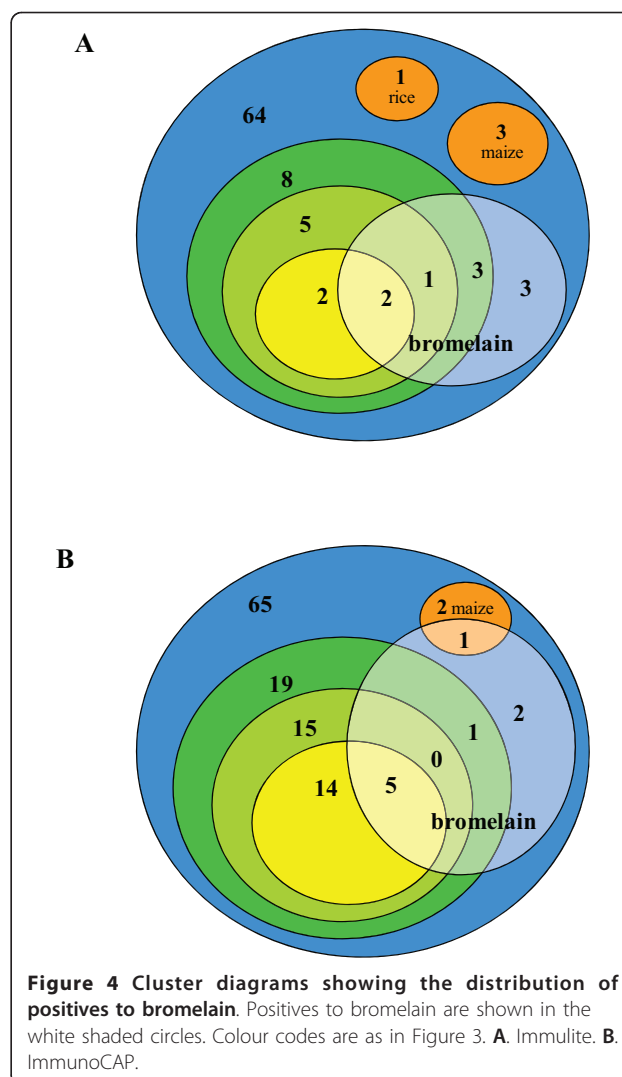 A
1
rice
64
3
maize
8
5
2 2 1 3 3
bromelain
B
65
2 maize
1
19
15
14 5 0 1 2
bromelain
Figure 4 Cluster diagrams showing the distribution of
positives to bromelain. Positives to bromelain are shown in the
white shaded circles. Colour codes are as in Figure 3. A. Immulite. B.
ImmunoCAP.